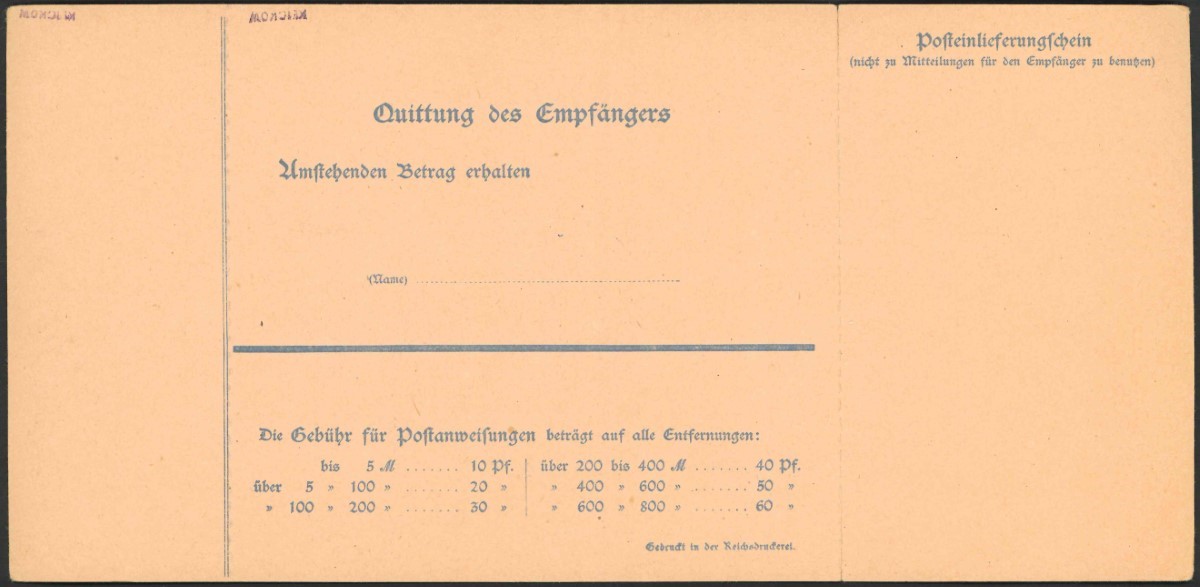 Posteinlieferungschein
(nicht zu Mitteilungen für den Empfänger zu benutzen)
Quittung des Empfängers
Umstehenden Betrag erhalten
(Name) ........................................
Die Gebühr für Postanweisungen beträgt auf alle Entfernungen:
bis 5 M ....... 10 Pf. | über 200 bis 400 M ....... 40 Pf.
über 5 " 100 " ....... 20 " | " 400 " 600 " ....... 50 "
" 100 " 200 " ....... 30 " | " 600 " 800 " ....... 60 "
Gedruckt in der Reichsdruckerei.